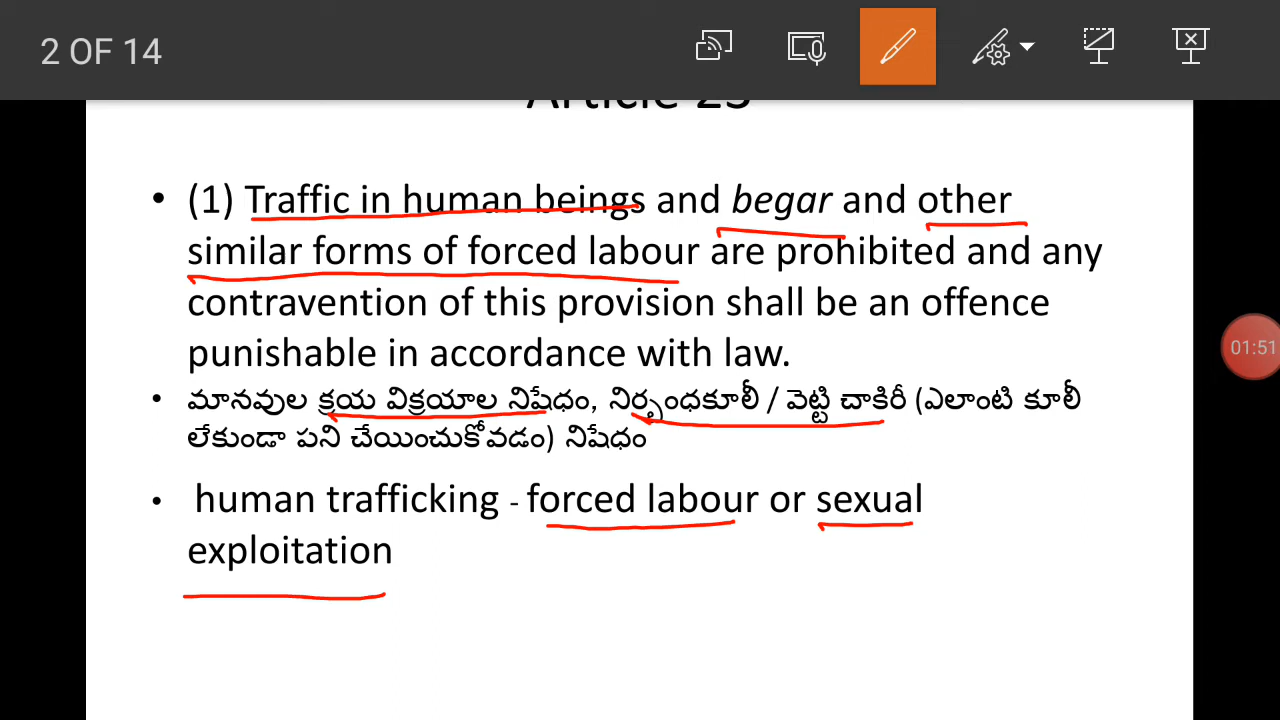 2 OF 14
Article 23
• (1) Traffic in human beings and begar and other
similar forms of forced labour are prohibited and any
contravention of this provision shall be an offence
punishable in accordance with law.
• మానవుల క్రయ విక్రయాల నిషేధం, నిర్బంధకూలీ / వెట్టి చాకిరీ (ఎలాంటి కూలీ
లేకుండా పని చేయించుకోవడం) నిషేధం
• human trafficking - forced labour or sexual
exploitation
01:51